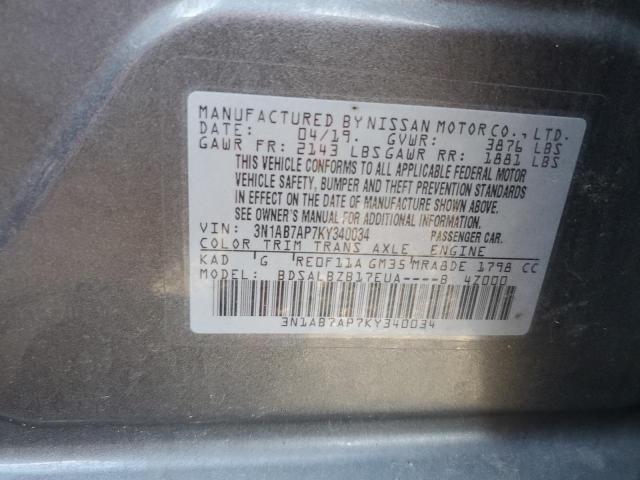 MANUFACTURED BY NISSAN MOTOR CO., LTD.
DATE: 04/19. GVWR: 3876 LBS
GAWR FR: 2143 LBS GAWR RR: 1881 LBS
THIS VEHICLE CONFORMS TO ALL APPLICABLE FEDERAL MOTOR
VEHICLE SAFETY, BUMPER AND THEFT PREVENTION STANDARDS
IN EFFECT ON THE DATE OF MANUFACTURE SHOWN ABOVE.
SEE OWNER'S MANUAL FOR ADDITIONAL INFORMATION.
VIN: 3N1AB7AP7KY340034 PASSENGER CAR.
COLOR TRIM TRANS AXLE ENGINE
KAD G RE0F11A GM35 MRA8DE 1798 CC
MODEL: BDSALBZB17EUA----B 4Z000
3N1AB7AP7KY340034